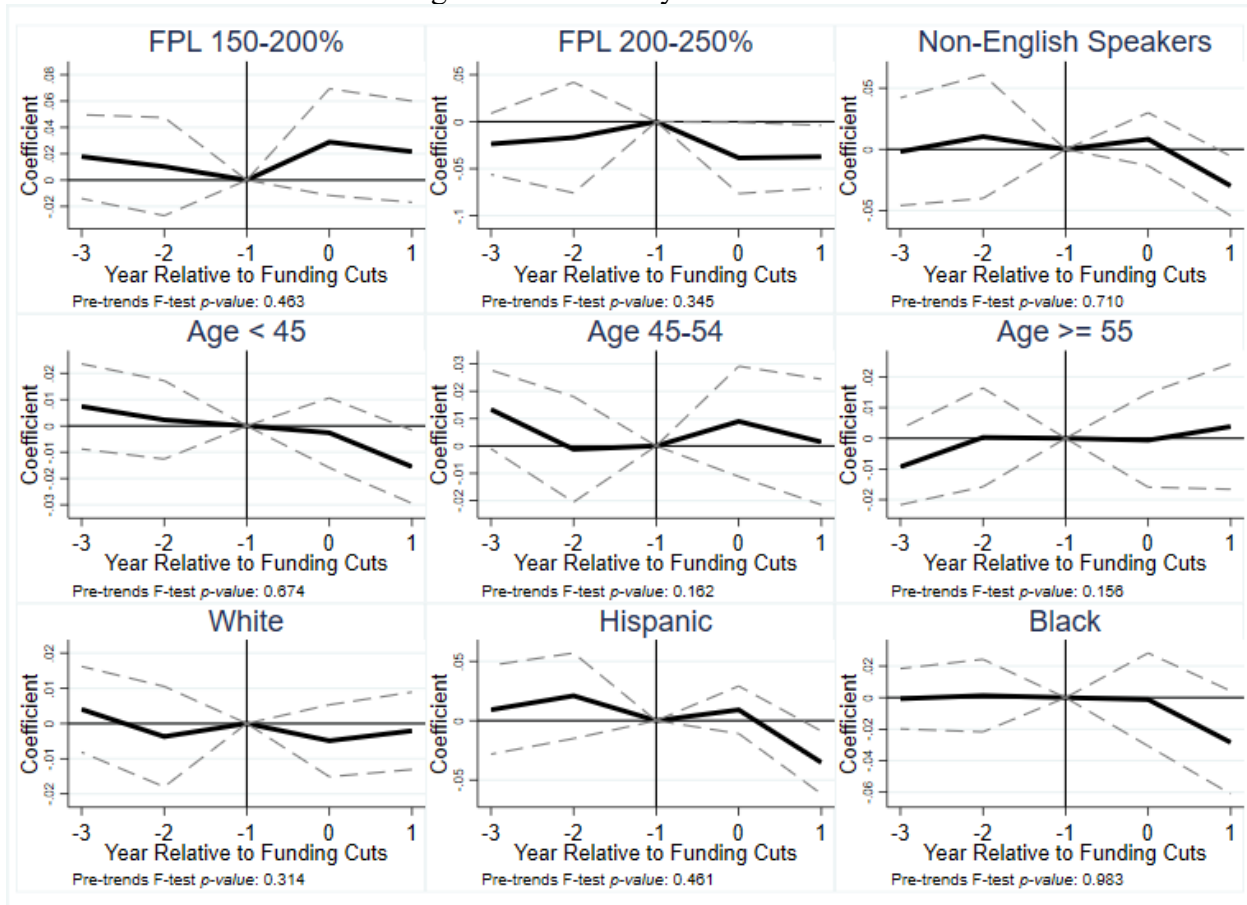 FPL 150-200%
Coefficient
.08
.06
.04
.02
0
-.02
-3 -2 -1 0 1
Year Relative to Funding Cuts
Pre-trends F-test p-value: 0.463
FPL 200-250%
Coefficient
.05
0
-.05
-.1
-3 -2 -1 0 1
Year Relative to Funding Cuts
Pre-trends F-test p-value: 0.345
Non-English Speakers
Coefficient
.05
0
-.05
-3 -2 -1 0 1
Year Relative to Funding Cuts
Pre-trends F-test p-value: 0.710
Age < 45
Coefficient
.02
.01
0
-.01
-.02
-.03
-3 -2 -1 0 1
Year Relative to Funding Cuts
Pre-trends F-test p-value: 0.674
Age 45-54
Coefficient
.03
.02
.01
0
-.01
-.02
-3 -2 -1 0 1
Year Relative to Funding Cuts
Pre-trends F-test p-value: 0.162
Age >= 55
Coefficient
.02
.01
0
-.01
-.02
-3 -2 -1 0 1
Year Relative to Funding Cuts
Pre-trends F-test p-value: 0.156
White
Coefficient
.02
.01
0
-.01
-.02
-3 -2 -1 0 1
Year Relative to Funding Cuts
Pre-trends F-test p-value: 0.314
Hispanic
Coefficient
.05
0
-.05
-3 -2 -1 0 1
Year Relative to Funding Cuts
Pre-trends F-test p-value: 0.461
Black
Coefficient
.02
0
-.02
-.04
-.06
-3 -2 -1 0 1
Year Relative to Funding Cuts
Pre-trends F-test p-value: 0.983